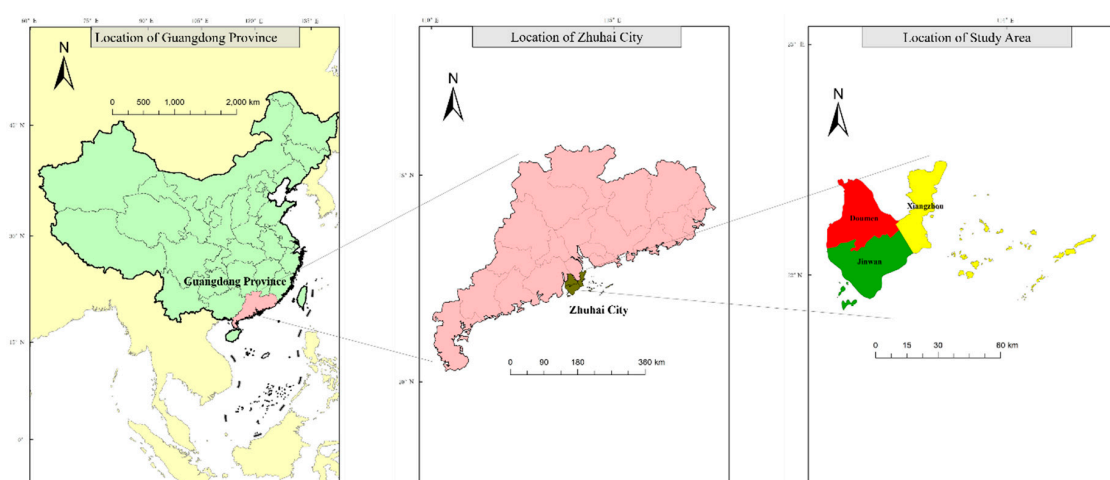 Location of Guangdong Province
N
0 500 1,000 2,000 km
Guangdong Province
Location of Zhuhai City
N
Zhuhai City
0 90 180 360 km
Location of Study Area
N
Xiangzhou
Doumen
Jinwan
0 15 30 60 km